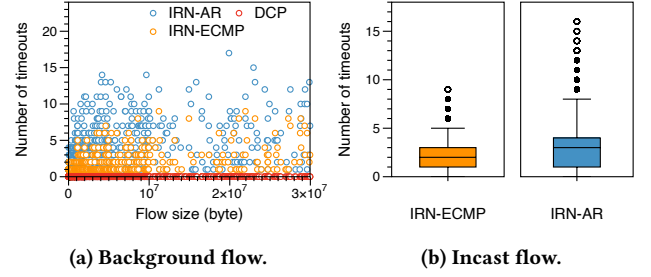 IRN-AR
DCP
IRN-ECMP
Number of timeouts
20
15
10
5
0
0
10⁷
2×10⁷
3×10⁷
Flow size (byte)
(a) Background flow.
Number of timeouts
15
10
5
0
IRN-ECMP
IRN-AR
(b) Incast flow.